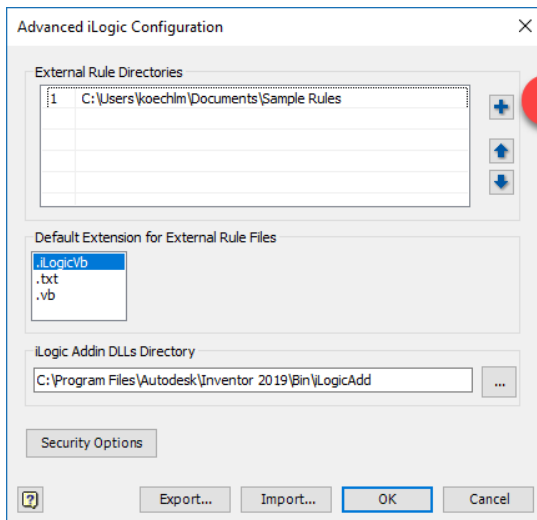 Advanced iLogic Configuration
External Rule Directories
1 C:\Users\koechlm\Documents\Sample Rules
Default Extension for External Rule Files
.iLogicVb
.txt
.vb
iLogic Addin DLLs Directory
C:\Program Files\Autodesk\Inventor 2019\Bin\iLogicAdd
...
Security Options
Export... Import... OK Cancel